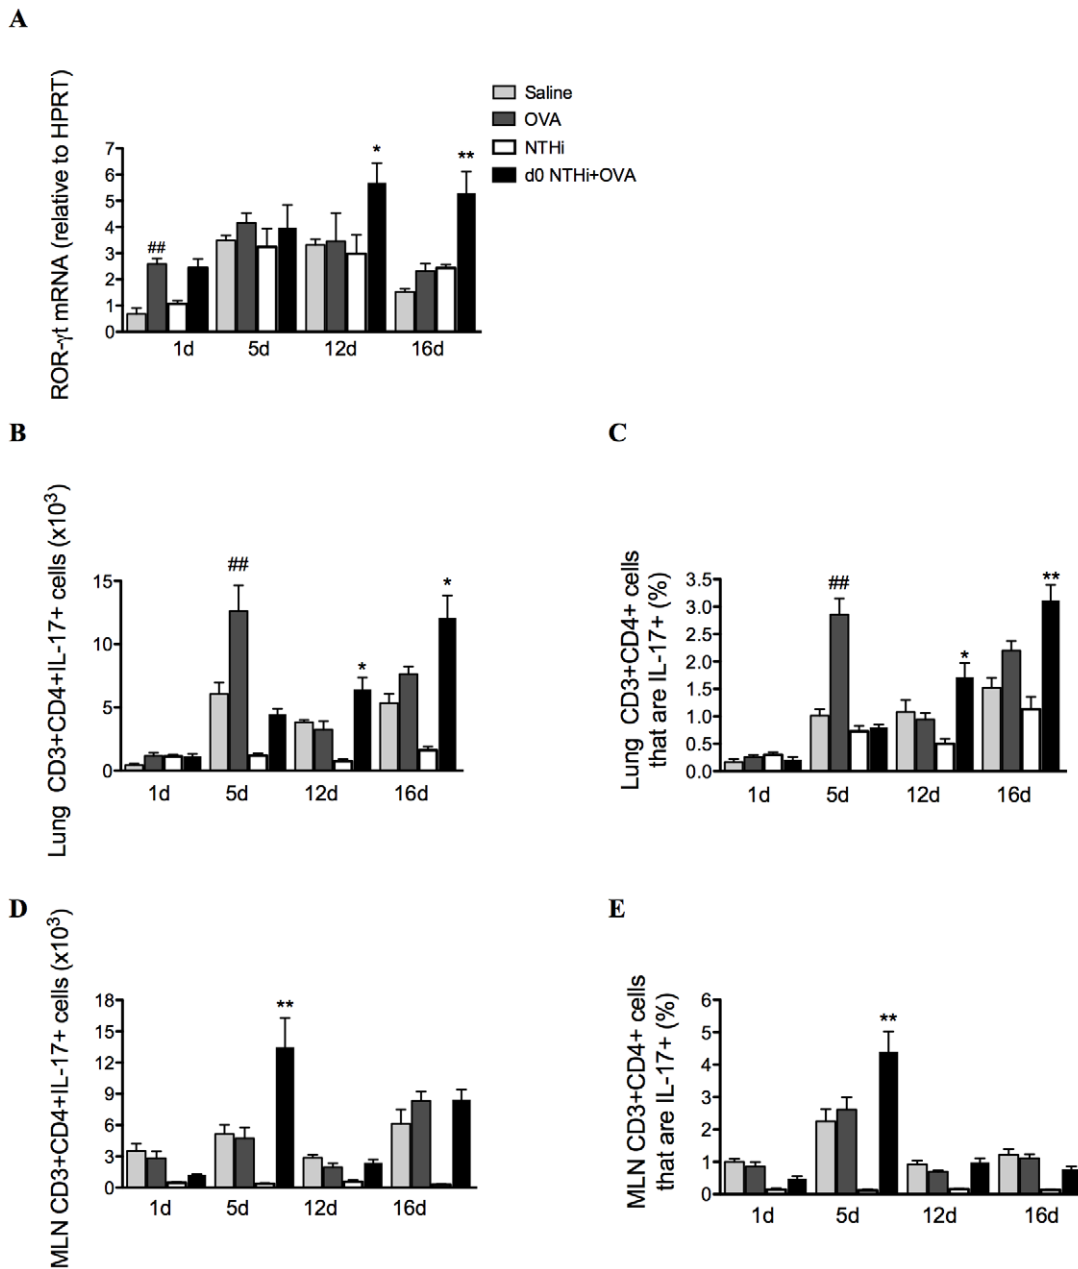 A
ROR-γt mRNA (relative to HPRT)
7
6
5
4
3
2
1
0
##
*
**
1d
5d
12d
16d
Saline
OVA
NTHi
d0 NTHi+OVA
B
Lung CD3+CD4+IL-17+ cells (x10³)
15
10
5
0
##
*
*
1d
5d
12d
16d
C
Lung CD3+CD4+ cells
that are IL-17+ (%)
3.5
3.0
2.5
2.0
1.5
1.0
0.5
0.0
##
*
**
1d
5d
12d
16d
D
MLN CD3+CD4+IL-17+ cells (x10³)
18
15
12
9
6
3
0
**
1d
5d
12d
16d
E
MLN CD3+CD4+ cells
that are IL-17+ (%)
6
5
4
3
2
1
0
**
1d
5d
12d
16d